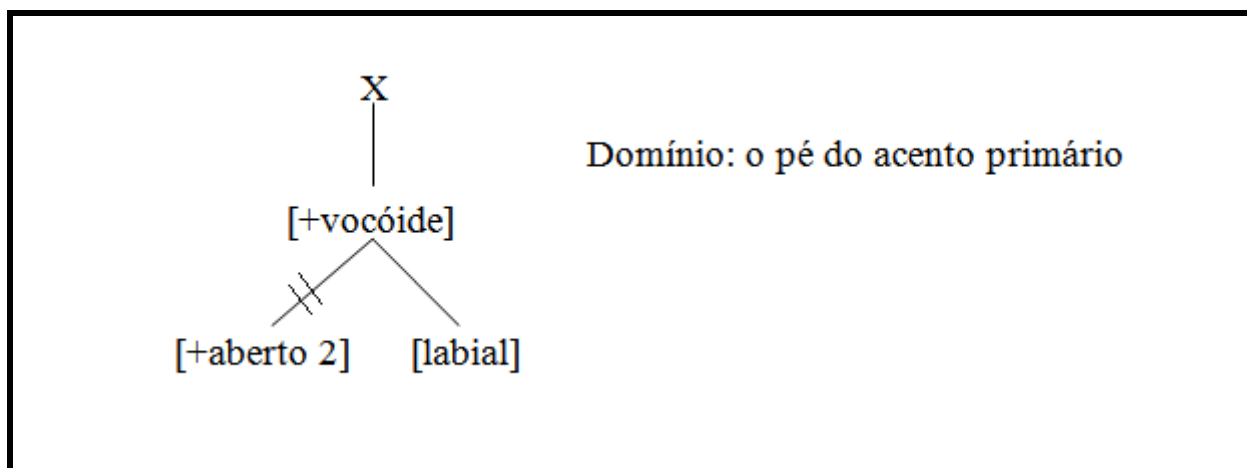 X
Domínio: o pé do acento primário
[+vocóide]
[+aberto 2] [labial]